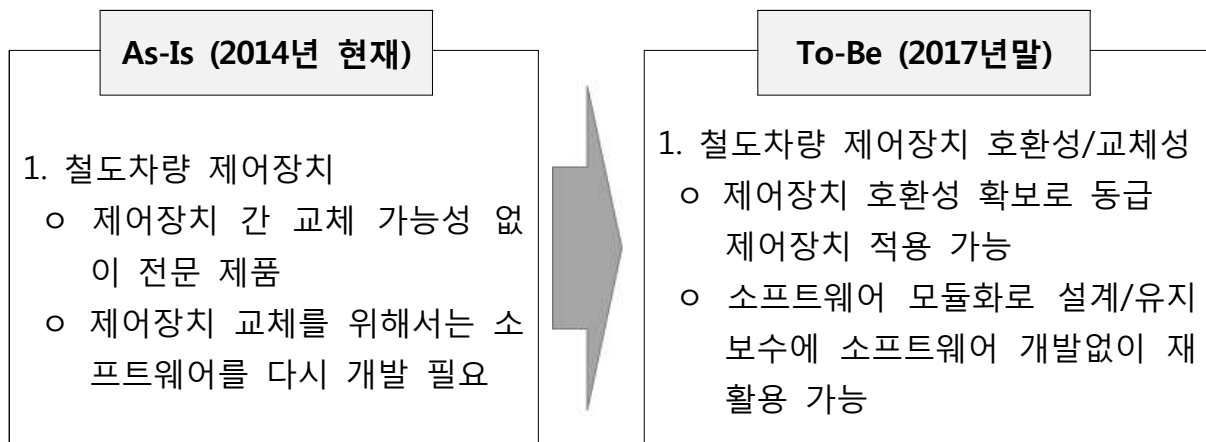 As-Is (2014년 현재)
1. 철도차량 제어장치
ㅇ 제어장치 간 교체 가능성 없
이 전문 제품
ㅇ 제어장치 교체를 위해서는 소
프트웨어를 다시 개발 필요
To-Be (2017년말)
1. 철도차량 제어장치 호환성/교체성
ㅇ 제어장치 호환성 확보로 동급
제어장치 적용 가능
ㅇ 소프트웨어 모듈화로 설계/유지
보수에 소프트웨어 개발없이 재
활용 가능